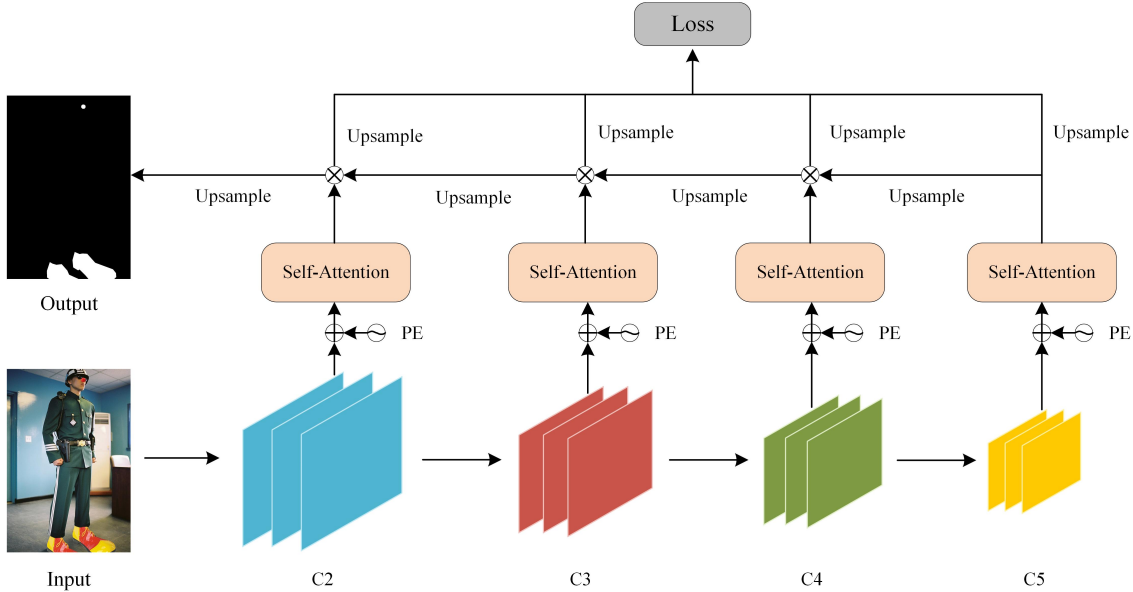 Loss
Upsample
Upsample
Upsample
Upsample
Upsample
Upsample
Upsample
Upsample
Self-Attention
Self-Attention
Self-Attention
Self-Attention
Output
PE
PE
PE
PE
Input
C2
C3
C4
C5